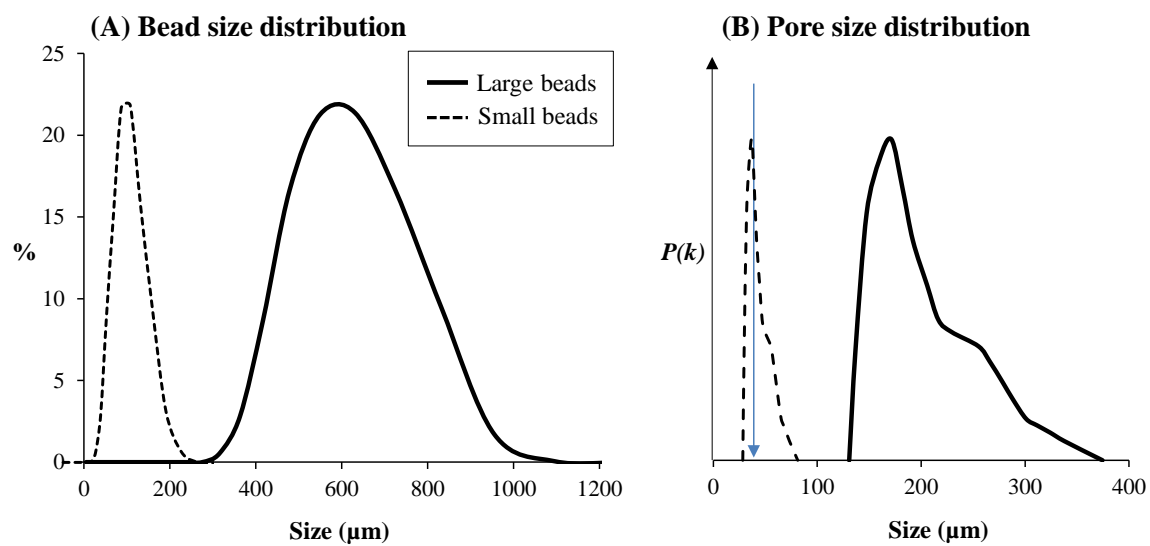 (A) Bead size distribution
25
20
15
10
5
0
%
0 200 400 600 800 1000 1200
Size (µm)
Large beads
Small beads
(B) Pore size distribution
P(k)
0 100 200 300 400
Size (µm)